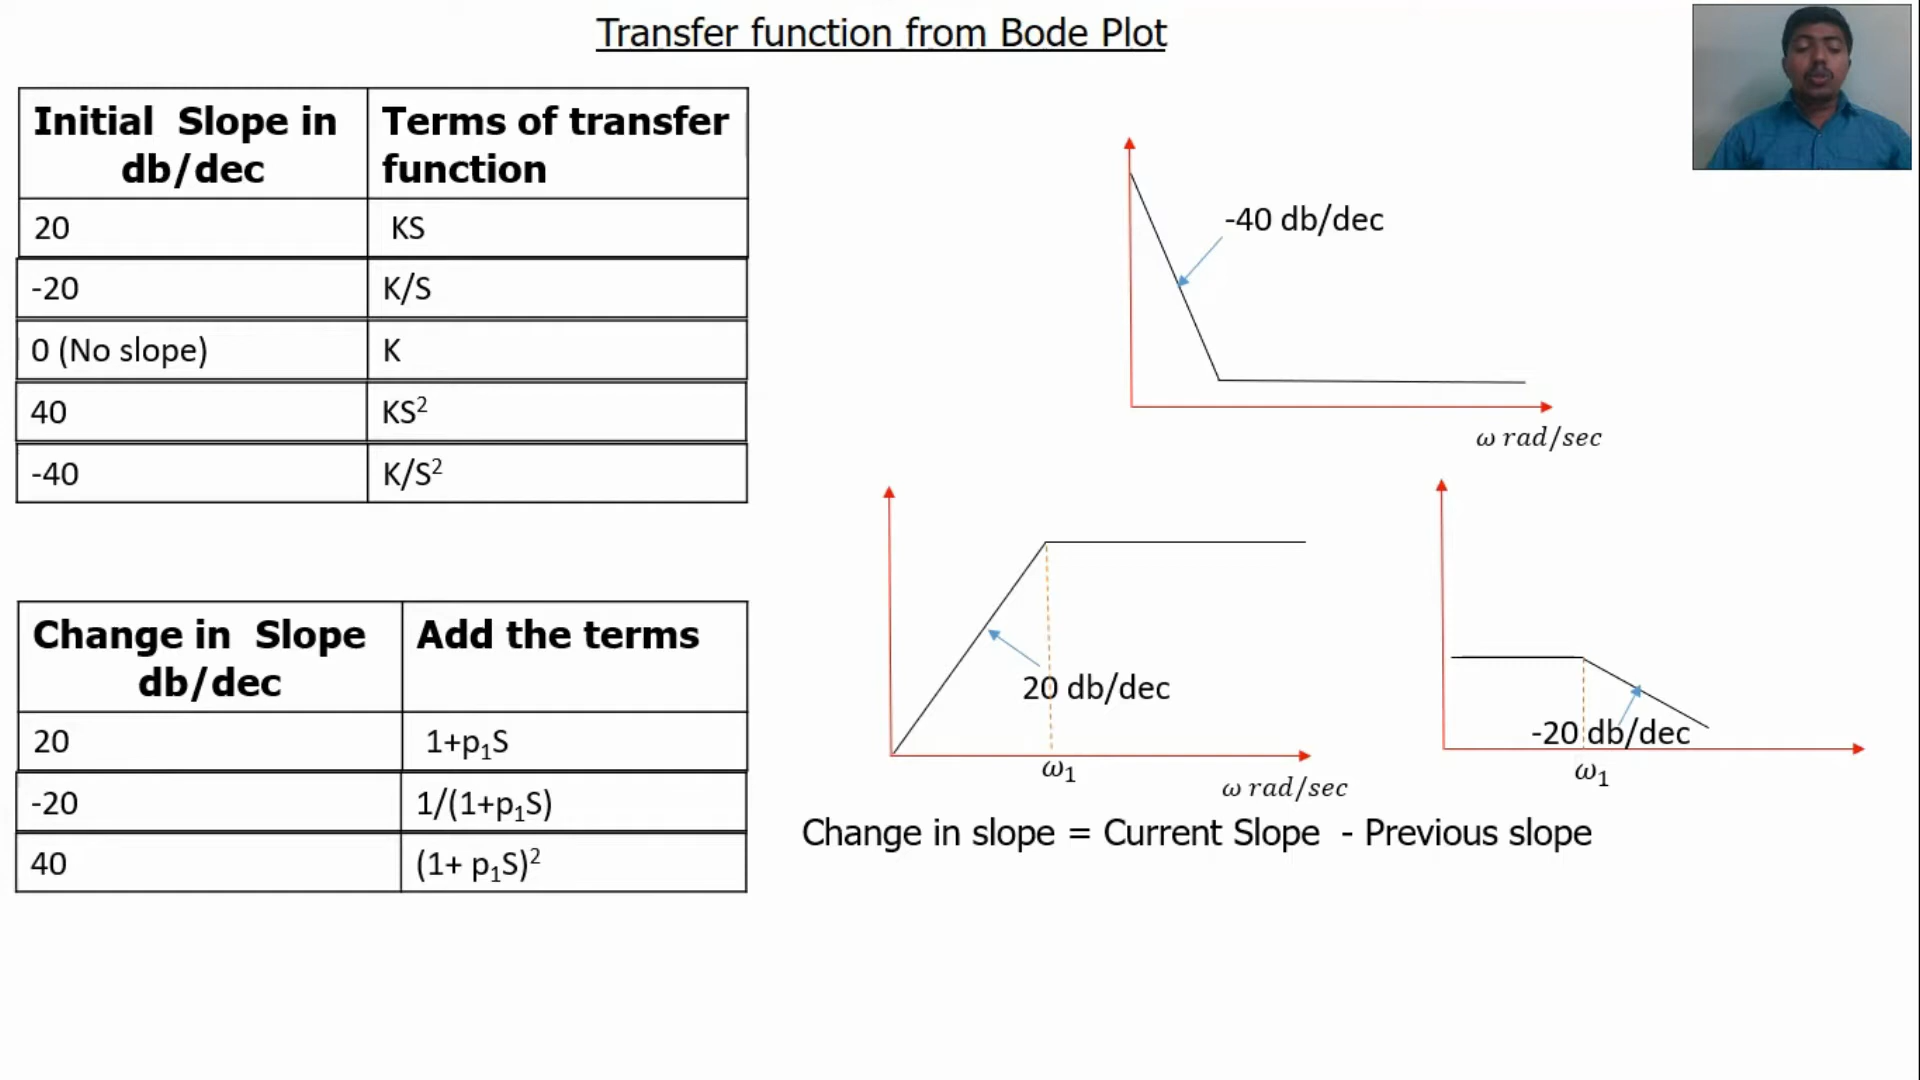 Transfer function from Bode Plot
Initial Slope in db/dec
Terms of transfer function
20
KS
-20
K/S
0 (No slope)
K
40
KS²
-40
K/S²
Change in Slope db/dec
Add the terms
20
1+p₁S
-20
1/(1+p₁S)
40
(1+ p₁S)²
-40 db/dec
ω rad/sec
20 db/dec
ω₁
ω rad/sec
-20 db/dec
ω₁
Change in slope = Current Slope - Previous slope